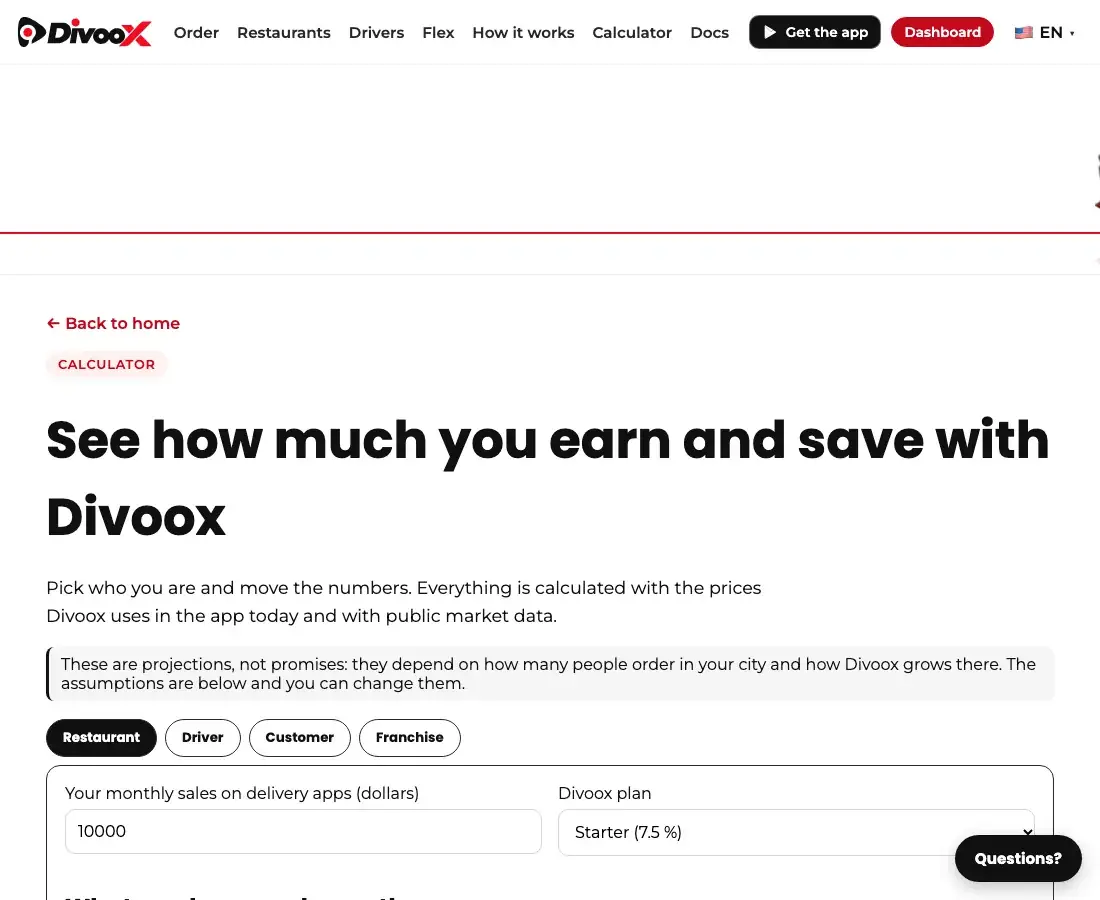 DivooX
Order
Restaurants
Drivers
Flex
How it works
Calculator
Docs
Get the app
Dashboard
EN
← Back to home
CALCULATOR
See how much you earn and save with
Divoox
Pick who you are and move the numbers. Everything is calculated with the prices
Divoox uses in the app today and with public market data.
These are projections, not promises: they depend on how many people order in your city and how Divoox grows there. The
assumptions are below and you can change them.
Restaurant
Driver
Customer
Franchise
Your monthly sales on delivery apps (dollars)
Divoox plan
10000
Starter (7.5 %)
Questions?